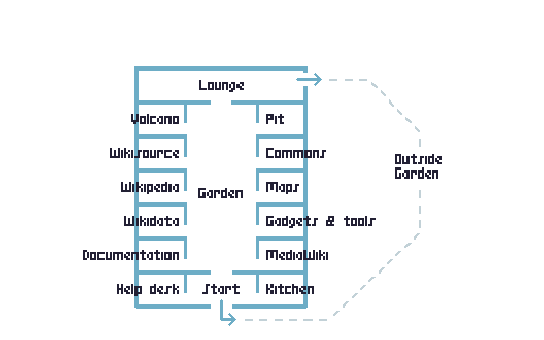 Lounge
Volcano
Pit
Wikisource
Commons
Outside
Garden
Wikipedia
Maps
Garden
Wikidata
Gadgets & tools
Documentation
MediaWiki
Help desk
Start
Kitchen